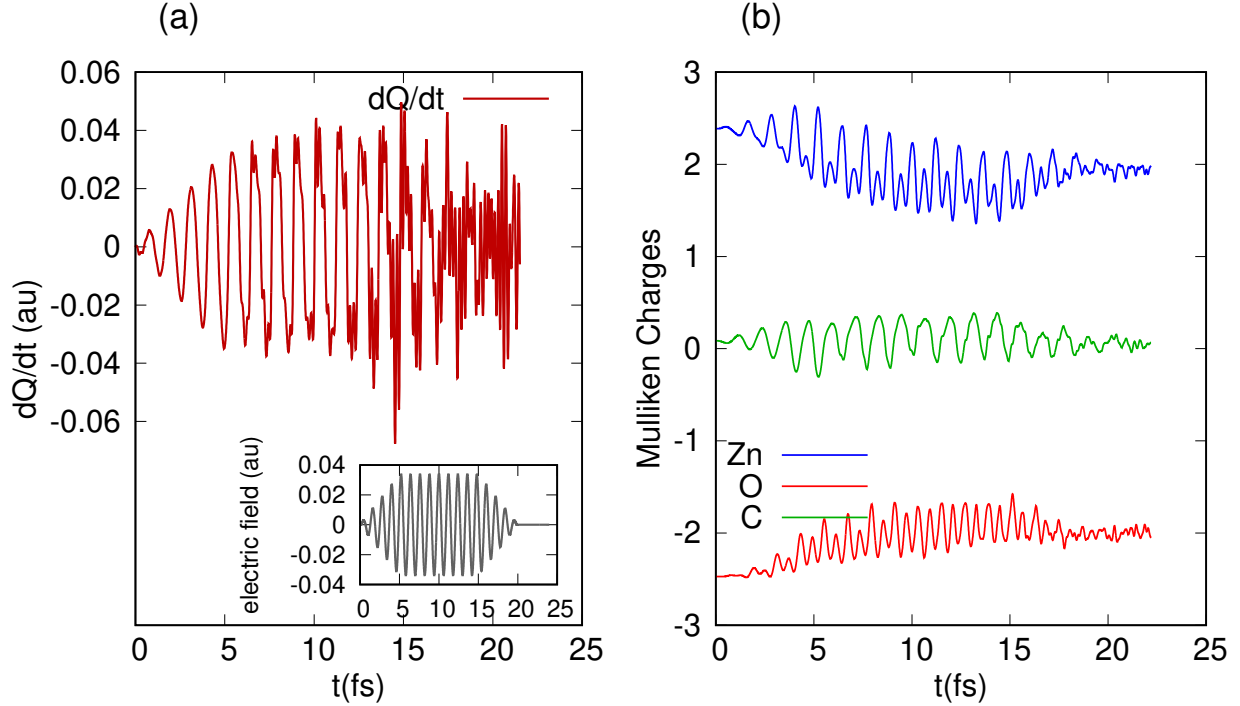 (a)
0.06
0.04
0.02
0
-0.02
-0.04
-0.06
dQ/dt (au)
dQ/dt
0 5 10 15 20 25
t(fs)
electric field (au)
0.04
0.02
0.00
-0.02
-0.04
0 5 10 15 20 25
(b)
3
2
1
0
-1
-2
-3
Mulliken Charges
Zn
O
C
0 5 10 15 20 25
t(fs)